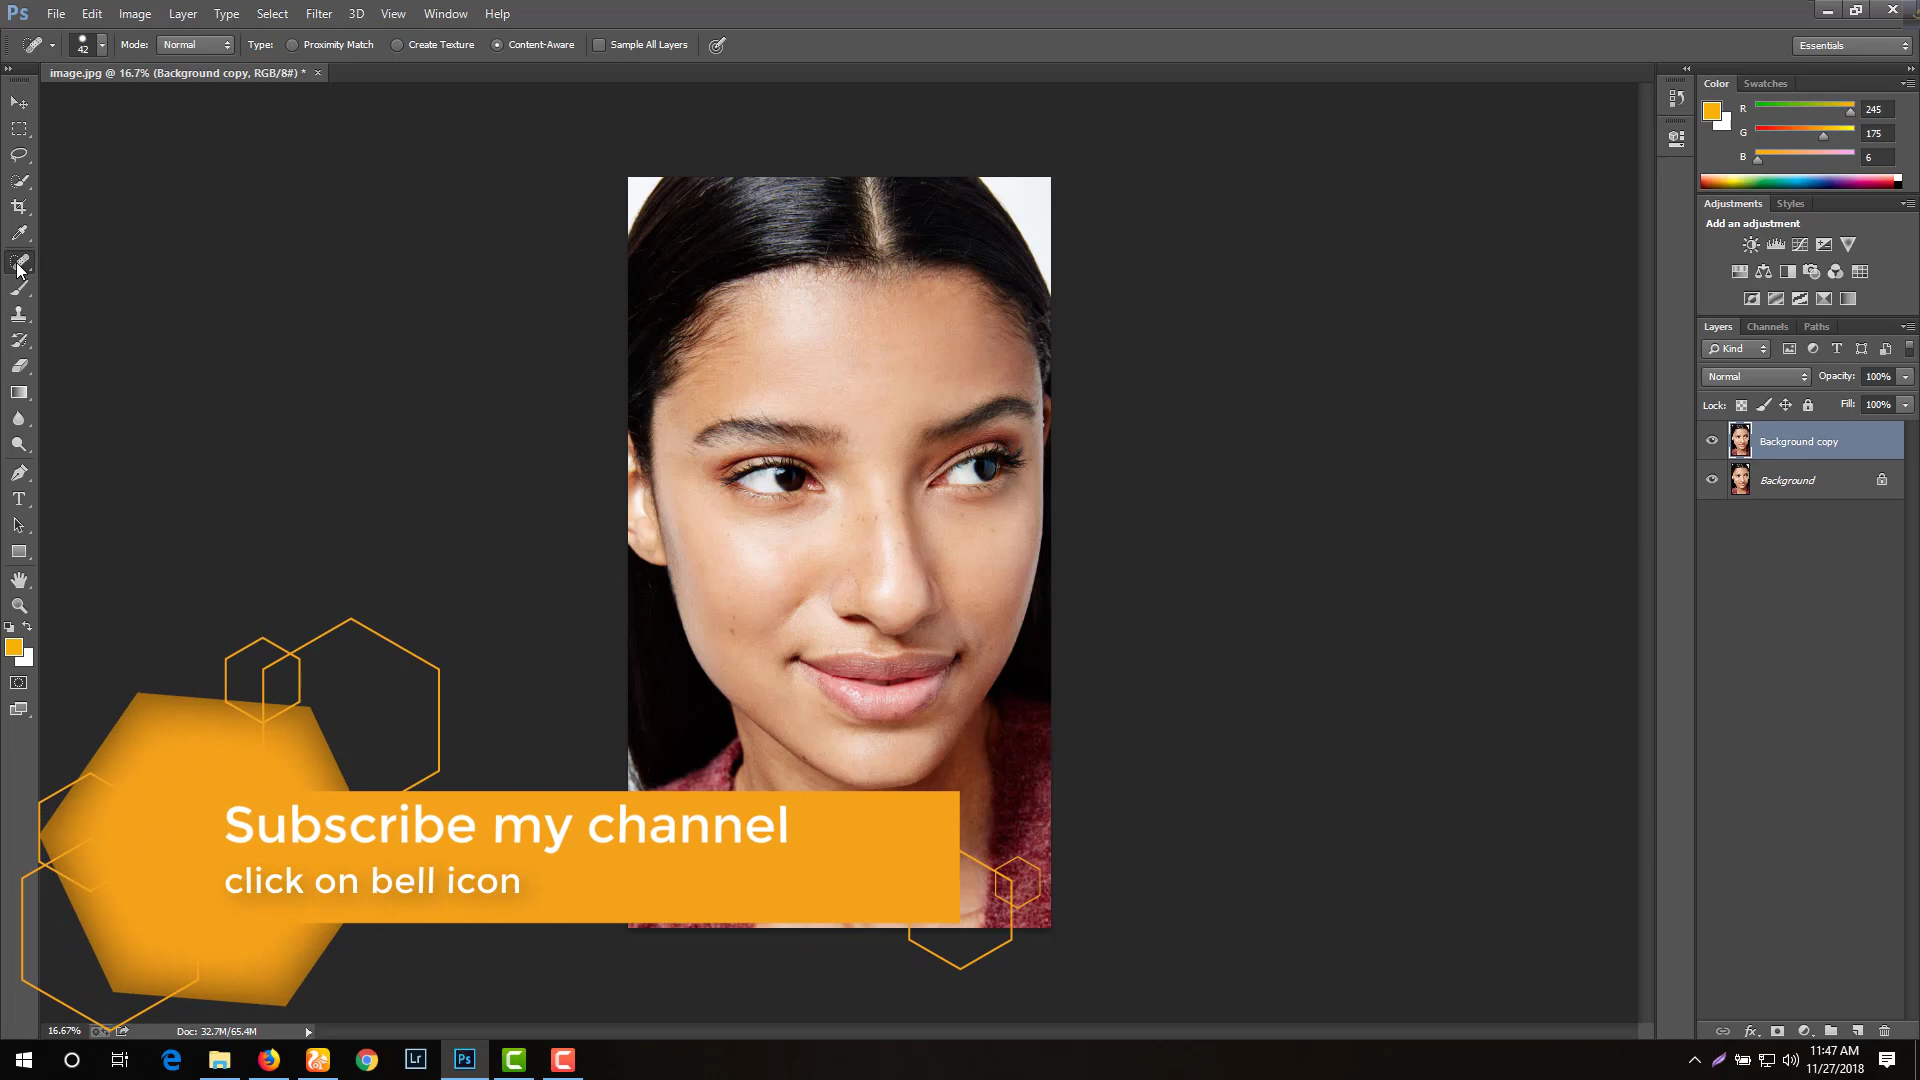 Ps File Edit Image Layer Type Select Filter 3D View Window Help
42 Mode: Normal Type: Proximity Match Create Texture Content-Aware Sample All Layers Essentials
image.jpg @ 16.7% (Background copy, RGB/8#) * ×
Color Swatches
R 245
G 175
B 6
Adjustments Styles
Add an adjustment
Layers Channels Paths
Kind
Normal Opacity: 100%
Lock: Fill: 100%
Background copy
Background
T
Subscribe my channel
click on bell icon
16.67% Doc: 32.7M/65.4M
Lr Ps
11:47 AM
11/27/2018